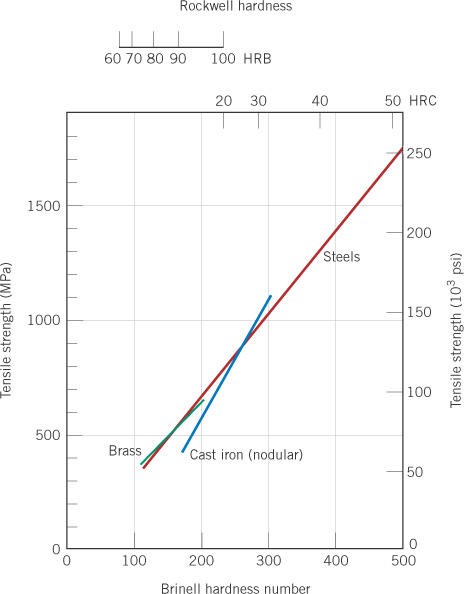 Rockwell hardness
60 70 80 90 100 HRB
20 30 40 50 HRC
250
1500
200
Steels
Tensile strength (MPa)
Tensile strength (10³ psi)
1000
150
100
500
Brass
Cast iron (nodular)
50
0
0
0 100 200 300 400 500
Brinell hardness number